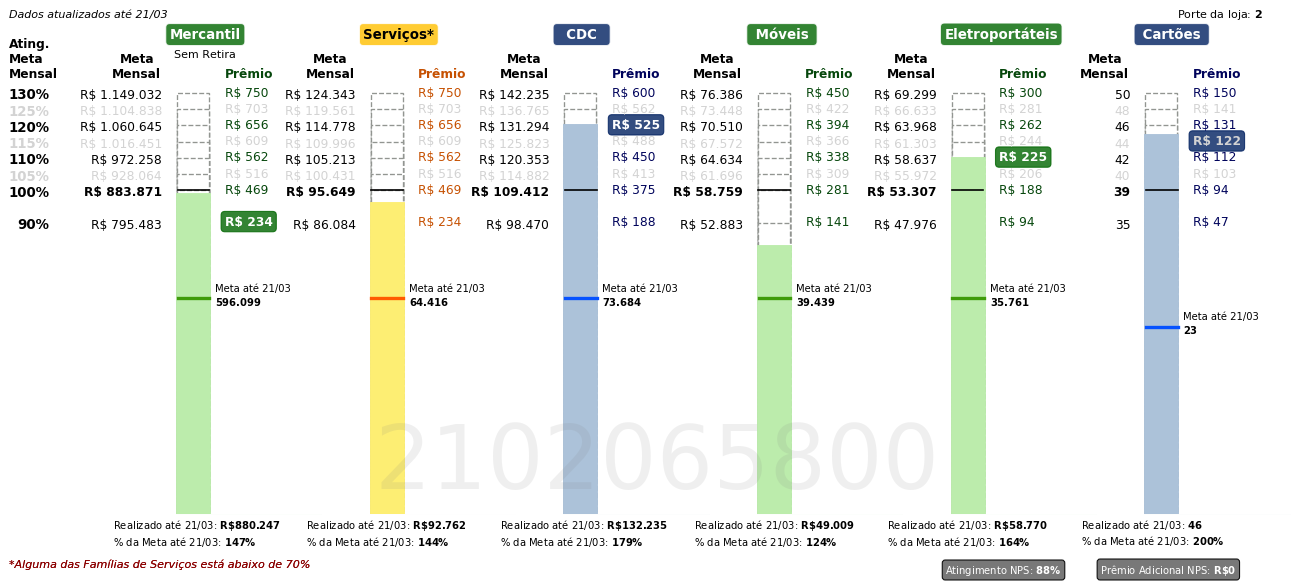 Dados atualizados até 21/03
Porte da loja: 2
Mercantil Serviços* CDC Móveis Eletroportáteis Cartões
Sem Retira
Ating. Meta Mensal
Meta Mensal Prêmio Meta Mensal Prêmio Meta Mensal Prêmio Meta Mensal Prêmio Meta Mensal Prêmio Meta Mensal Prêmio
130% R$ 1.149.032 R$ 750 R$ 124.343 R$ 750 R$ 142.235 R$ 600 R$ 76.386 R$ 450 R$ 69.299 R$ 300 50 R$ 150
125% R$ 1.104.838 R$ 703 R$ 119.561 R$ 703 R$ 136.765 R$ 562 R$ 73.448 R$ 422 R$ 66.633 R$ 281 48 R$ 141
120% R$ 1.060.645 R$ 656 R$ 114.778 R$ 656 R$ 131.294 R$ 525 R$ 70.510 R$ 394 R$ 63.968 R$ 262 46 R$ 131
115% R$ 1.016.451 R$ 609 R$ 109.996 R$ 609 R$ 125.823 R$ 488 R$ 67.572 R$ 366 R$ 61.303 R$ 244 44 R$ 122
110% R$ 972.258 R$ 562 R$ 105.213 R$ 562 R$ 120.353 R$ 450 R$ 64.634 R$ 338 R$ 58.637 R$ 225 42 R$ 112
105% R$ 928.064 R$ 516 R$ 100.431 R$ 516 R$ 114.882 R$ 413 R$ 61.696 R$ 309 R$ 55.972 R$ 206 40 R$ 103
100% R$ 883.871 R$ 469 R$ 95.649 R$ 469 R$ 109.412 R$ 375 R$ 58.759 R$ 281 R$ 53.307 R$ 188 39 R$ 94
90% R$ 795.483 R$ 234 R$ 86.084 R$ 234 R$ 98.470 R$ 188 R$ 52.883 R$ 141 R$ 47.976 R$ 94 35 R$ 47
Meta até 21/03 Meta até 21/03 Meta até 21/03 Meta até 21/03 Meta até 21/03
596.099 64.416 73.684 39.439 35.761
Meta até 21/03
23
2102065800
Realizado até 21/03: R$880.247 Realizado até 21/03: R$92.762 Realizado até 21/03: R$132.235 Realizado até 21/03: R$49.009 Realizado até 21/03: R$58.770 Realizado até 21/03: 46
% da Meta até 21/03: 147% % da Meta até 21/03: 144% % da Meta até 21/03: 179% % da Meta até 21/03: 124% % da Meta até 21/03: 164% % da Meta até 21/03: 200%
*Alguma das Famílias de Serviços está abaixo de 70%
Atingimento NPS: 88% Prêmio Adicional NPS: R$0